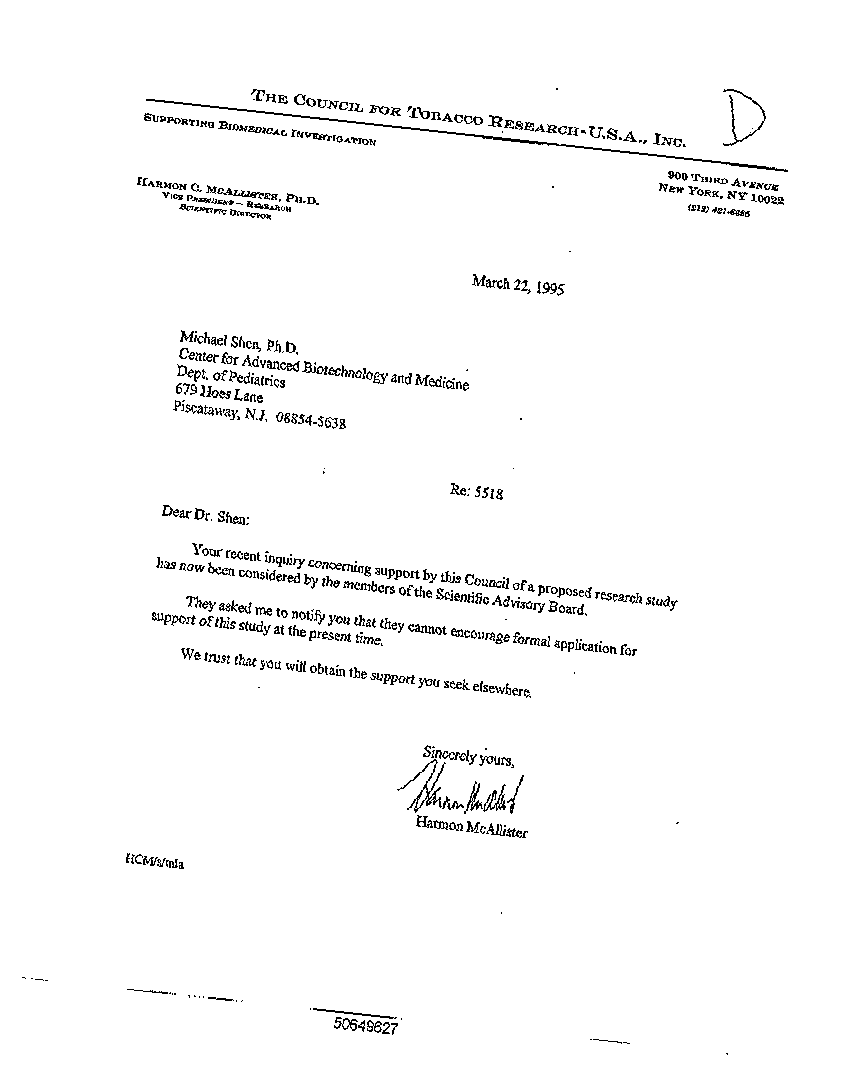 D
THE COUNCIL FOR TOBACCO RESEARCH-U.S.A., INC.
SUPPORTING BIOMEDICAL INVESTIGATION
900 THIRD AVENUE
NEW YORK, NY 10022
HARMON C. MCALLISTER, PH.D.
VICE PRESIDENT — RESEARCH
SCIENTIFIC DIRECTOR
March 22, 1995
Michael Shen, Ph.D.
Center for Advanced Biotechnology and Medicine
Dept. of Pediatrics
679 Hoes Lane
Piscataway, N.J. 08854-5638
Re: 5518
Dear Dr. Shen:
Your recent inquiry concerning support by this Council of a proposed research study
has now been considered by the members of the Scientific Advisory Board.
They asked me to notify you that they cannot encourage formal application for
support of this study at the present time.
We trust that you will obtain the support you seek elsewhere.
Sincerely yours,
Harmon McAllister
Harmon McAllister
HCM/s/mla
50649627